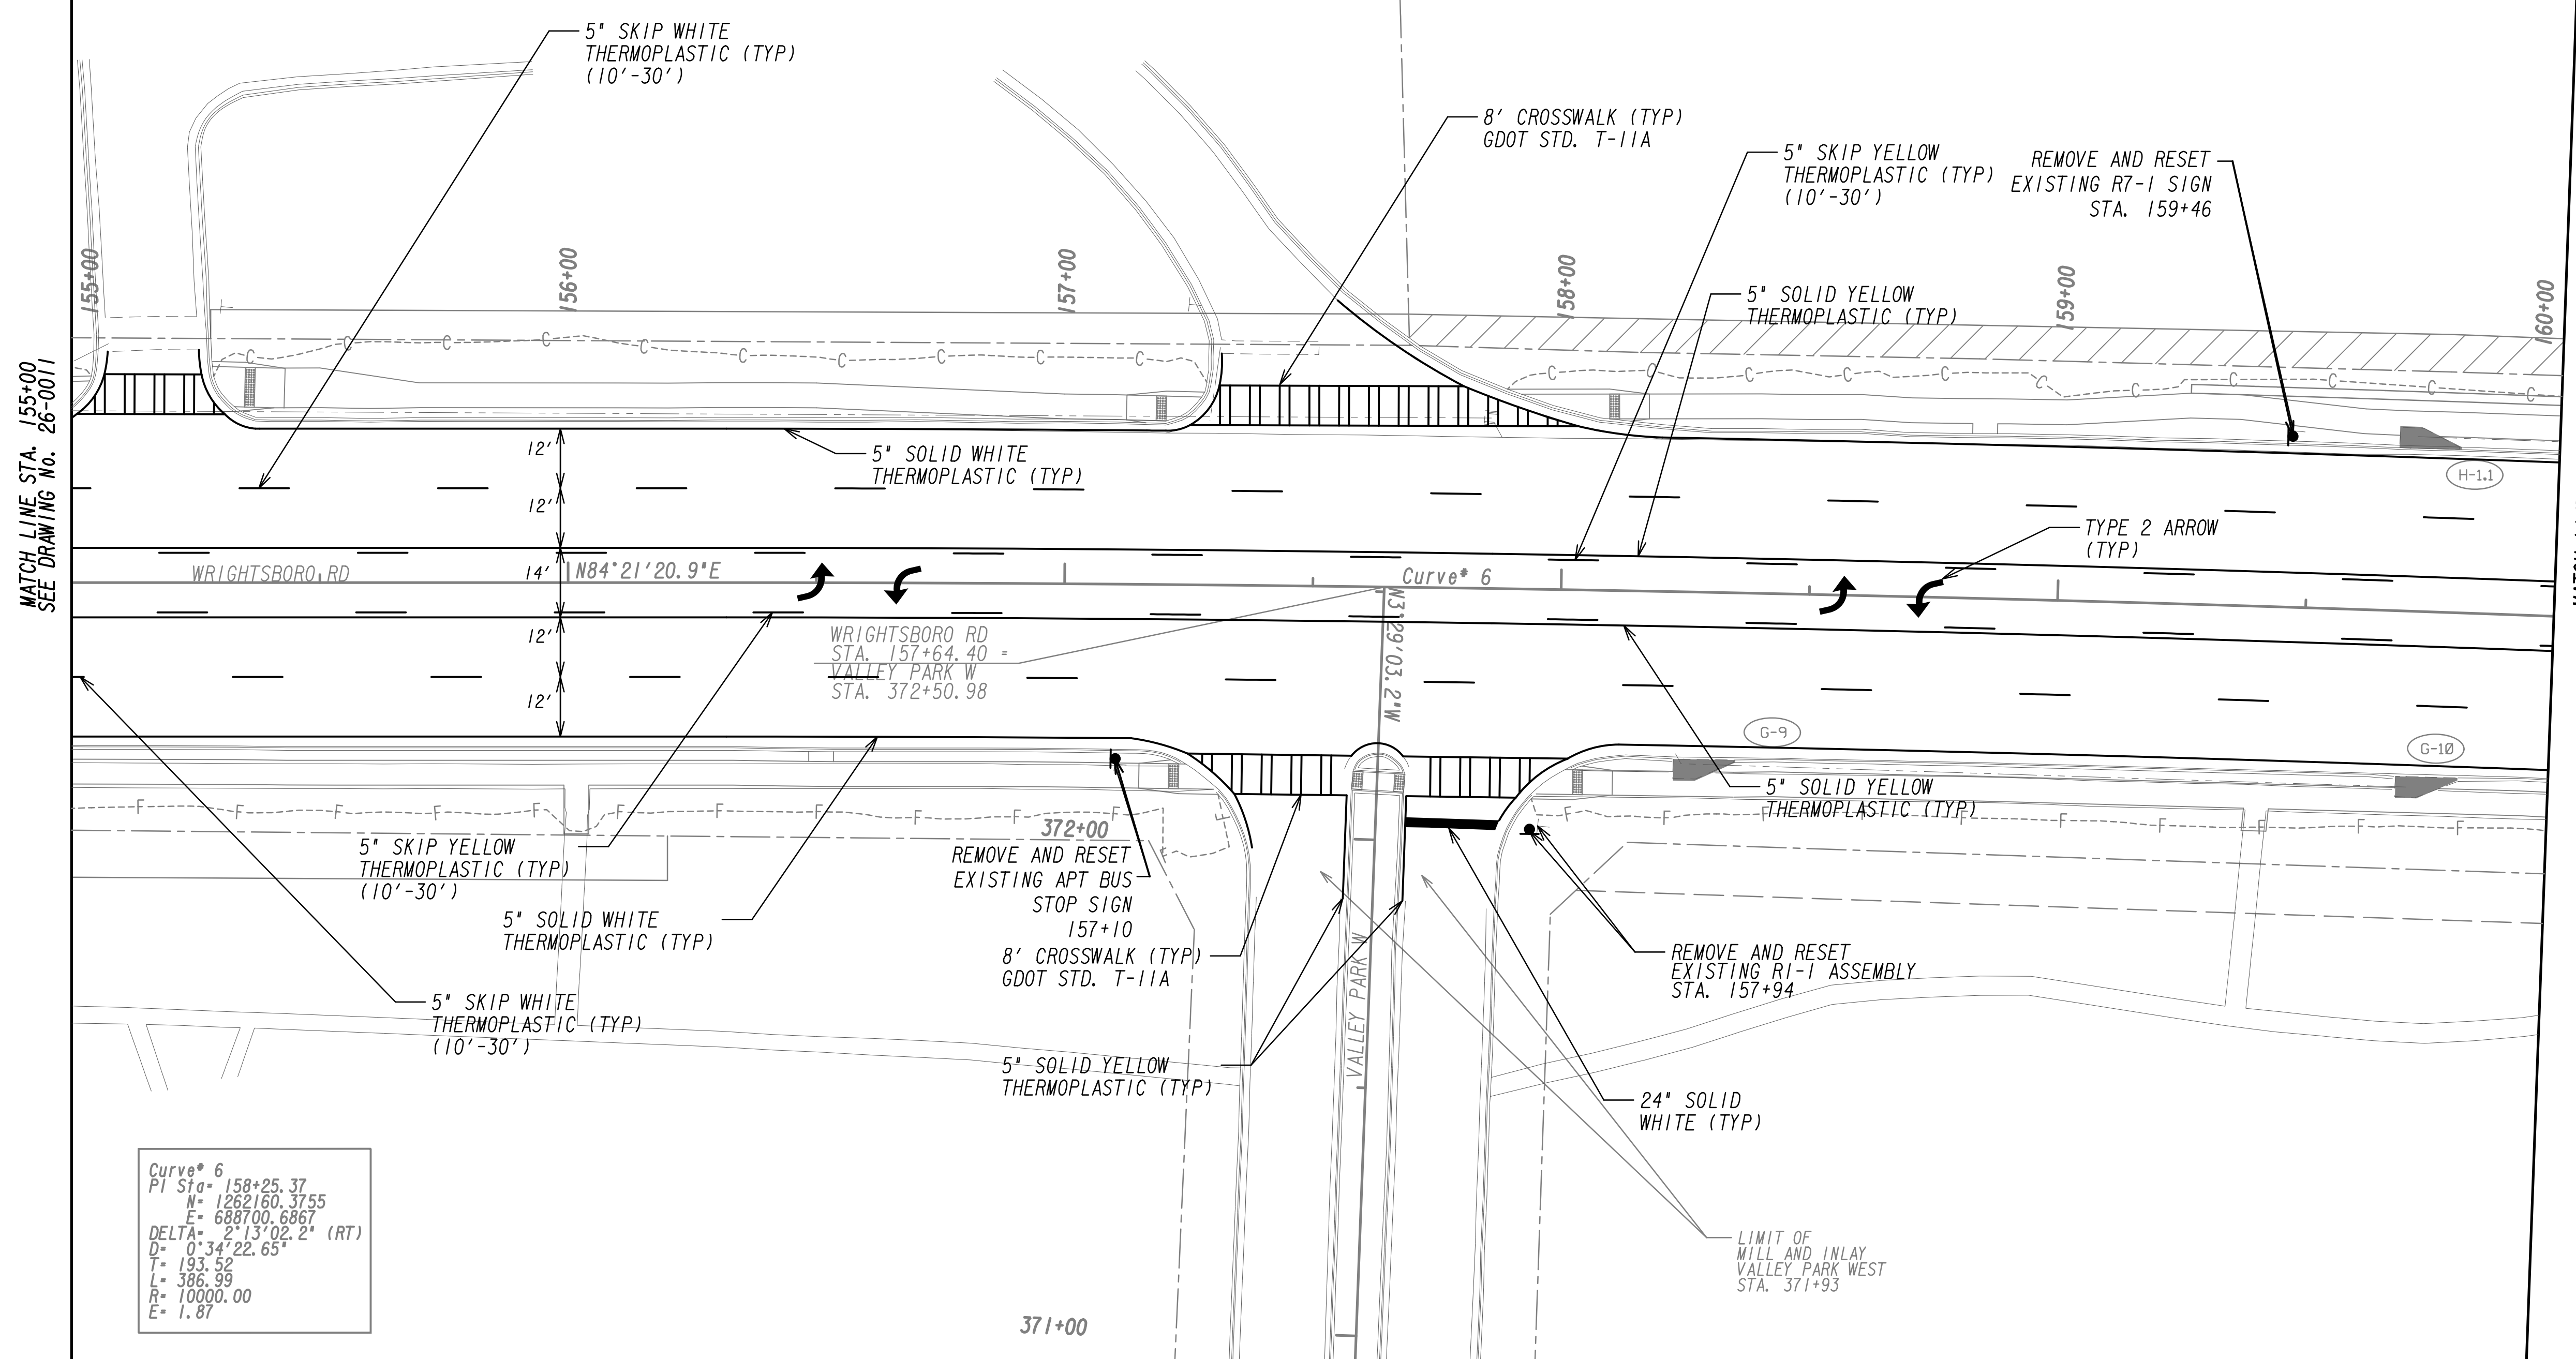 5" SKIP WHITE
THERMOPLASTIC (TYP)
(10'-30')
8' CROSSWALK (TYP)
GDOT STD. T-11A
5" SKIP YELLOW
THERMOPLASTIC (TYP)
(10'-30')
REMOVE AND RESET
EXISTING R7-1 SIGN
STA. 159+46
155+00
156+00
157+00
158+00
159+00
160+00
5" SOLID YELLOW
THERMOPLASTIC (TYP)
MATCH LINE STA. 155+00
SEE DRAWING No. 26-0011
C C C C C C C C C C
C C C C C C C C C C C
12'
12'
14'
12'
12'
5" SOLID WHITE
THERMOPLASTIC (TYP)
H-1.1
TYPE 2 ARROW
(TYP)
WRIGHTSBORO RD
N84°21'20.9"E
Curve# 6
N3°29'03.2"W
WRIGHTSBORO RD
STA. 157+64.40 =
VALLEY PARK W
STA. 372+50.98
G-9
G-10
5" SOLID YELLOW
THERMOPLASTIC (TYP)
F F F F F F F F F F F F
F F F F F F F F F F
372+00
5" SKIP YELLOW
THERMOPLASTIC (TYP)
(10'-30')
REMOVE AND RESET
EXISTING APT BUS
STOP SIGN
157+10
5" SOLID WHITE
THERMOPLASTIC (TYP)
8' CROSSWALK (TYP)
GDOT STD. T-11A
VALLEY PARK W
REMOVE AND RESET
EXISTING R1-1 ASSEMBLY
STA. 157+94
5" SKIP WHITE
THERMOPLASTIC (TYP)
(10'-30')
5" SOLID YELLOW
THERMOPLASTIC (TYP)
24" SOLID
WHITE (TYP)
Curve# 6
PI Sta= 158+25.37
N= 1262160.3755
E= 688700.6867
DELTA= 2°13'02.2" (RT)
D= 0°34'22.65"
T= 193.52
L= 386.99
R= 10000.00
E= 1.87
LIMIT OF
MILL AND INLAY
VALLEY PARK WEST
STA. 371+93
371+00